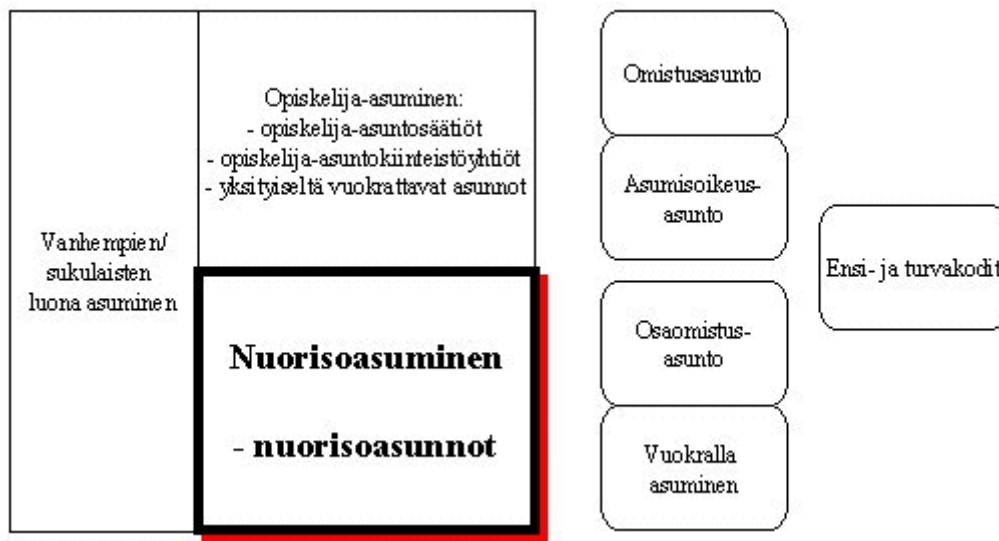 Vanhempien/
sukulaisten
luona asuminen
Opiskelija-asuminen:
- opiskelija-asuntosäätiöt
- opiskelija-asuntokiinteistöyhtiöt
- yksityiseltä vuokrattavat asunnot
Nuorisoasuminen
- nuorisoasunnot
Omistusasunto
Asumisoikeus-
asunto
Osaomistus-
asunto
Vuokralla
asuminen
Ensi- ja turvakodit